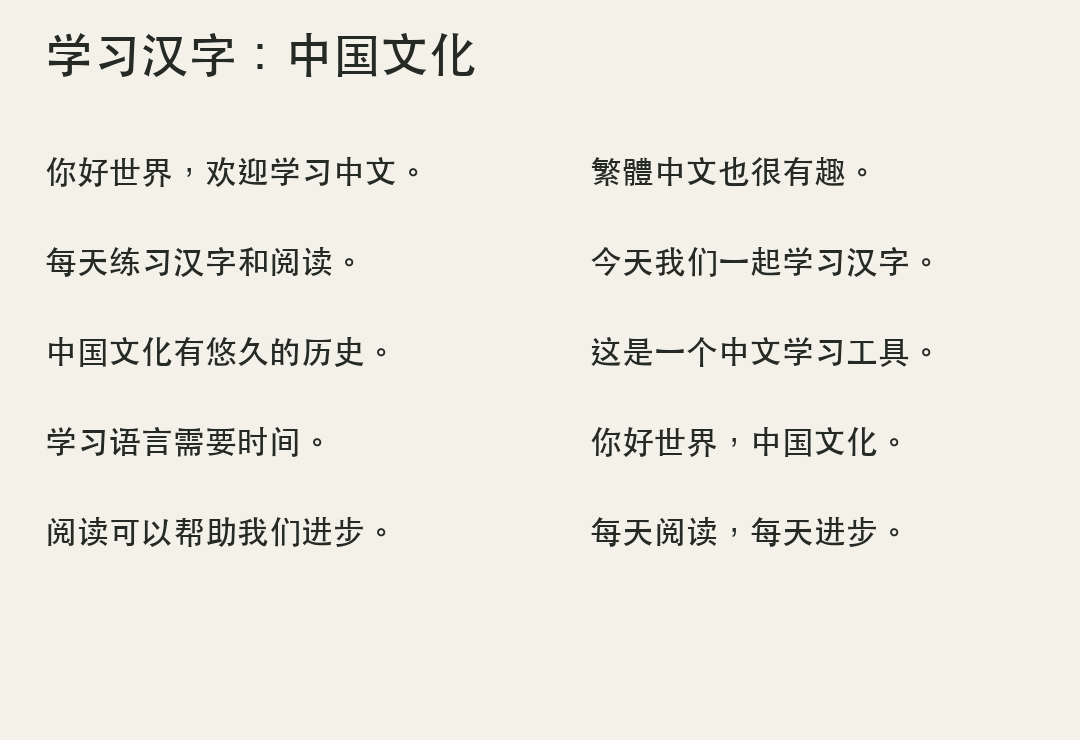 学习汉字：中国文化
你好世界，欢迎学习中文。
每天练习汉字和阅读。
中国文化有悠久的历史。
学习语言需要时间。
阅读可以帮助我们进步。
繁體中文也很有趣。
今天我们一起学习汉字。
这是一个中文学习工具。
你好世界，中国文化。
每天阅读，每天进步。